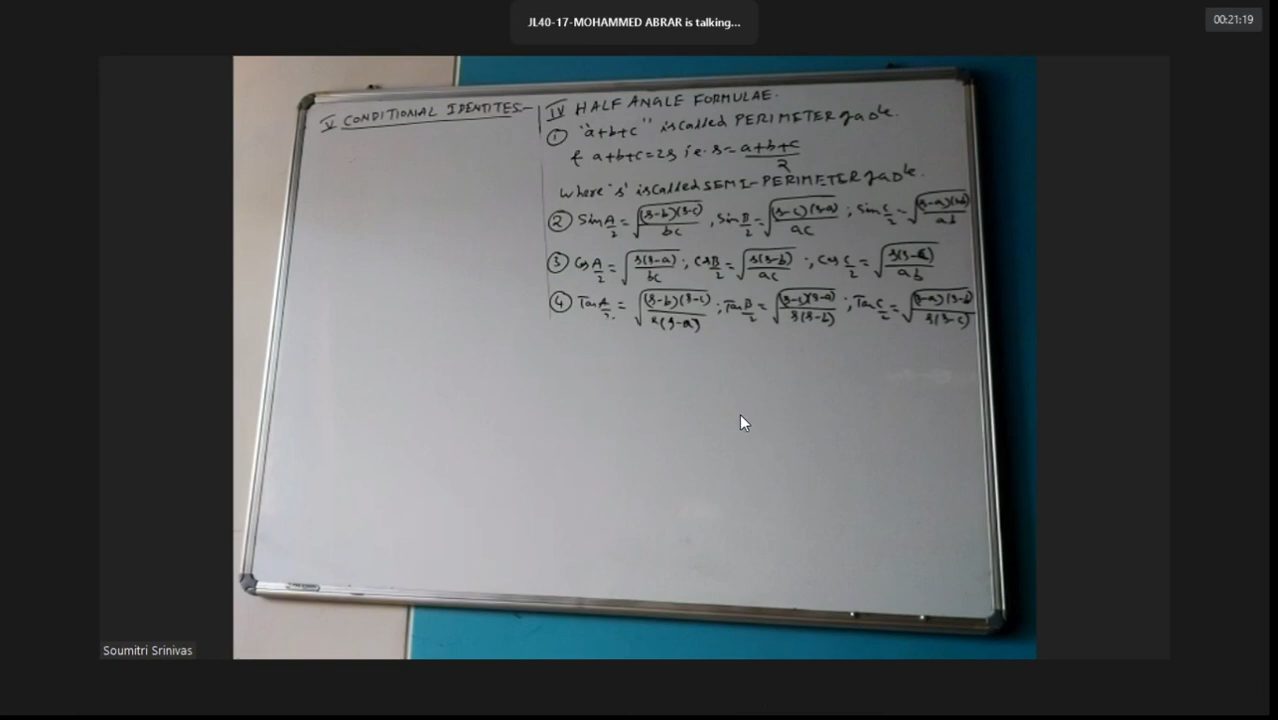 JL40-17-MOHAMMED ABRAR is talking...
00:21:19
V CONDITIONAL IDENTITES:-
IV HALF ANGLE FORMULAE.
① "a+b+c" is called PERIMETER of a Δle.
& a+b+c=2s i.e. s= a+b+c/2
where 's' is called SEMI-PERIMETER of a Δle.
② Sin A/2 = √((s-b)(s-c)/bc), Sin B/2 = √((s-c)(s-a)/ac); Sin C/2 = √((s-a)(s-b)/ab)
③ Cos A/2 = √(s(s-a)/bc); Cos B/2 = √(s(s-b)/ac); Cos C/2 = √(s(s-c)/ab)
④ Tan A/2 = √((s-b)(s-c)/s(s-a)); Tan B/2 = √((s-c)(s-a)/s(s-b)); Tan C/2 = √((s-a)(s-b)/s(s-c))
Soumitri Srinivas